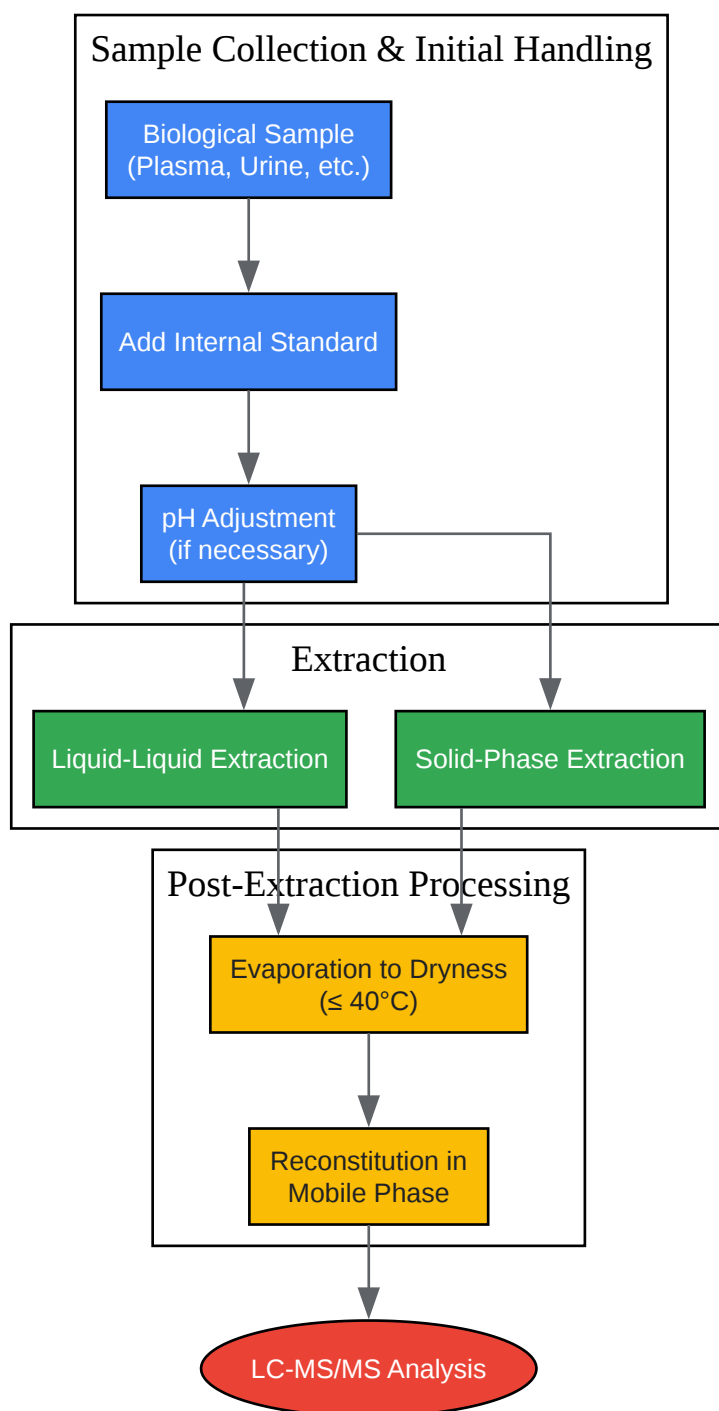 Sample Collection & Initial Handling
Biological Sample
(Plasma, Urine, etc.)
Add Internal Standard
pH Adjustment
(if necessary)
Extraction
Liquid-Liquid Extraction
Solid-Phase Extraction
Post-Extraction Processing
Evaporation to Dryness
(≤ 40°C)
Reconstitution in
Mobile Phase
LC-MS/MS Analysis